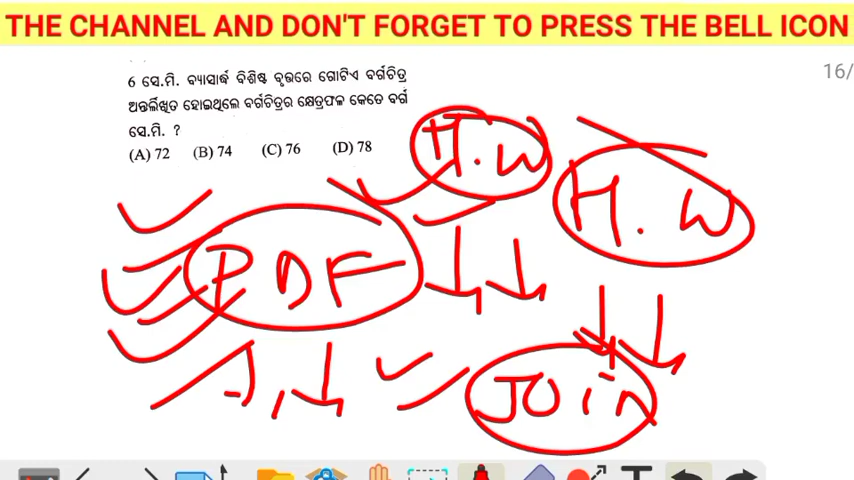 THE CHANNEL AND DON'T FORGET TO PRESS THE BELL ICON
16/
6 ସେ.ମି. ବ୍ୟାସାର୍ଦ୍ଧ ବିଶିଷ୍ଟ ବୃତ୍ତରେ ଗୋଟିଏ ବର୍ଗଚିତ୍ର
ଅନ୍ତର୍ଲିଖିତ ହୋଇଥିଲେ ବର୍ଗଚିତ୍ରର କ୍ଷେତ୍ରଫଳ କେତେ ବର୍ଗ
ସେ.ମି. ?
(A) 72 (B) 74 (C) 76 (D) 78
H.W
H.W
PDF
JOin